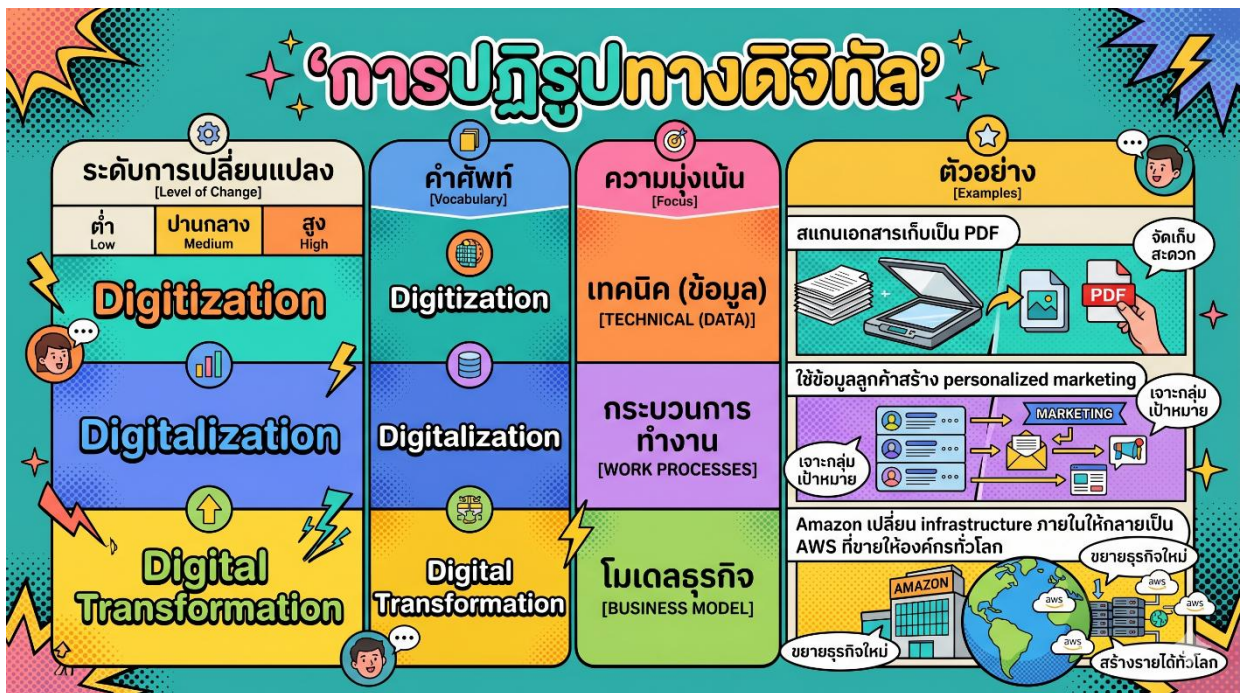 ‘การปฏิรูปทางดิจิทัล’
ระดับการเปลี่ยนแปลง
[Level of Change]
ต่ำ
Low
ปานกลาง
Medium
สูง
High
คำศัพท์
[Vocabulary]
ความมุ่งเน้น
[Focus]
ตัวอย่าง
[Examples]
Digitization
Digitization
เทคนิค (ข้อมูล)
[TECHNICAL (DATA)]
สแกนเอกสารเก็บเป็น PDF
จัดเก็บ
สะดวก
PDF
Digitalization
Digitalization
กระบวนการ
ทำงาน
[WORK PROCESSES]
ใช้ข้อมูลลูกค้าสร้าง personalized marketing
เจาะกลุ่ม
เป้าหมาย
MARKETING
เจาะกลุ่ม
เป้าหมาย
Digital
Transformation
Digital
Transformation
โมเดลธุรกิจ
[BUSINESS MODEL]
Amazon เปลี่ยน infrastructure ภายในให้กลายเป็น
AWS ที่ขายให้องค์กรทั่วโลก
ขยายธุรกิจใหม่
AMAZON
aws
aws
aws
aws
ขยายธุรกิจใหม่
สร้างรายได้ทั่วโลก